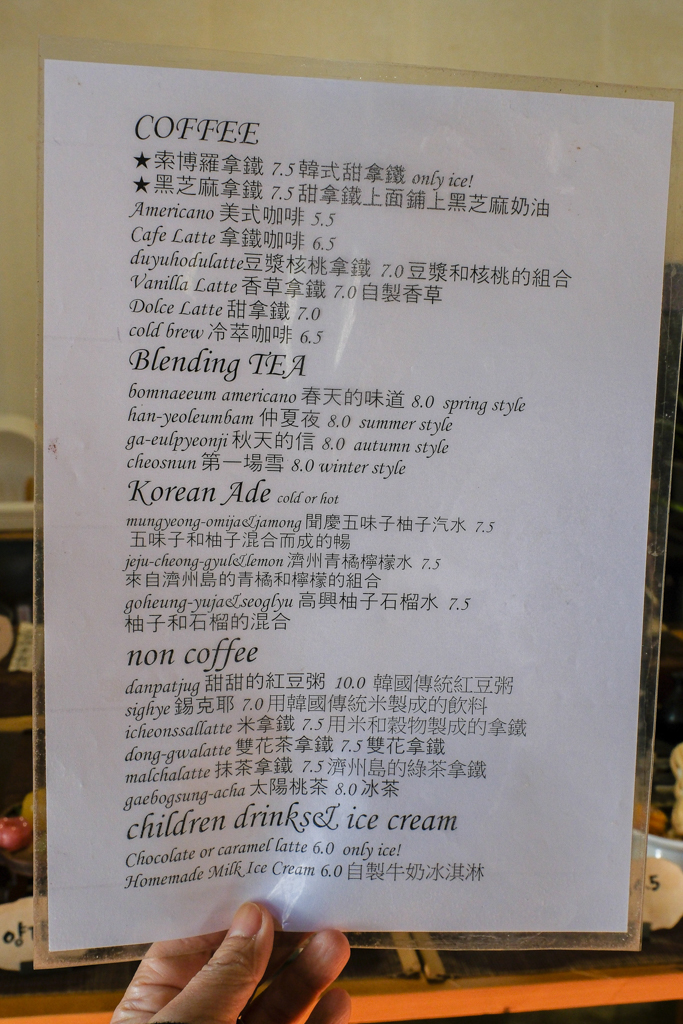 COFFEE
★索博羅拿鐵 7.5 韓式甜拿鐵 only ice!
★黑芝麻拿鐵 7.5 甜拿鐵上面鋪上黑芝麻奶油
Americano 美式咖啡 5.5
Cafe Latte 拿鐵咖啡 6.5
duyuhodulatte豆漿核桃拿鐵 7.0 豆漿和核桃的組合
Vanilla Latte 香草拿鐵 7.0 自製香草
Dolce Latte 甜拿鐵 7.0
cold brew 冷萃咖啡 6.5
Blending TEA
bomnaeeum americano 春天的味道 8.0 spring style
han-yeoleumbam 仲夏夜 8.0 summer style
ga-eulpyeonji 秋天的信 8.0 autumn style
cheosnun 第一場雪 8.0 winter style
Korean Ade cold or hot
mungyeong-omija&jamong 聞慶五味子柚子汽水 7.5
五味子和柚子混合而成的暢
jeju-cheong-gyul&lemon 濟州青橘檸檬水 7.5
來自濟州島的青橘和檸檬的組合
goheung-yuja&seoglyu 高興柚子石榴水 7.5
柚子和石榴的混合
non coffee
danpatjug 甜甜的紅豆粥 10.0 韓國傳統紅豆粥
sighye 錫克耶 7.0 用韓國傳統米製成的飲料
icheonssallatte 米拿鐵 7.5 用米和穀物製成的拿鐵
dong-gwalatte 雙花茶拿鐵 7.5 雙花拿鐵
malchalatte 抹茶拿鐵 7.5 濟州島的綠茶拿鐵
gaebogsung-acha 太陽桃茶 8.0 冰茶
children drinks& ice cream
Chocolate or caramel latte 6.0 only ice!
Homemade Milk Ice Cream 6.0 自製牛奶冰淇淋